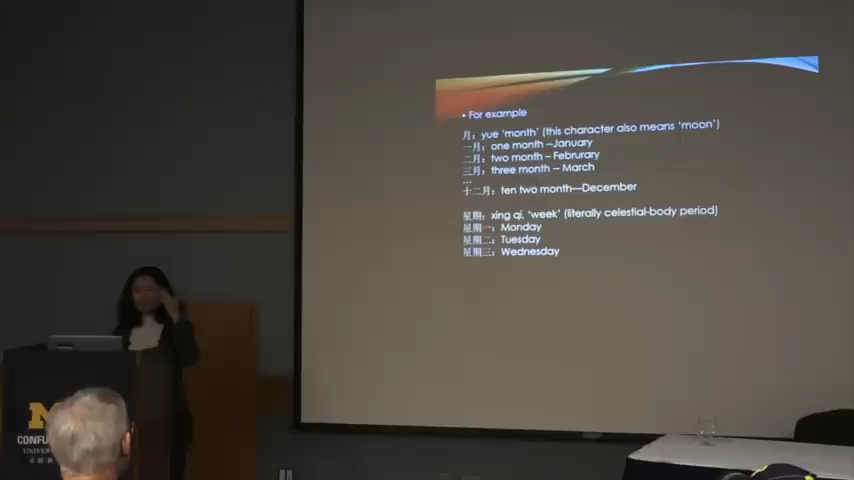 • For example
月：yue 'month' (this character also means 'moon')
一月：one month –January
二月：two month – Februrary
三月：three month – March
...
十二月：ten two month—December
星期：xing qi, 'week' (literally celestial-body period)
星期一：Monday
星期二：Tuesday
星期三：Wednesday
M
CONFU
UNIVER